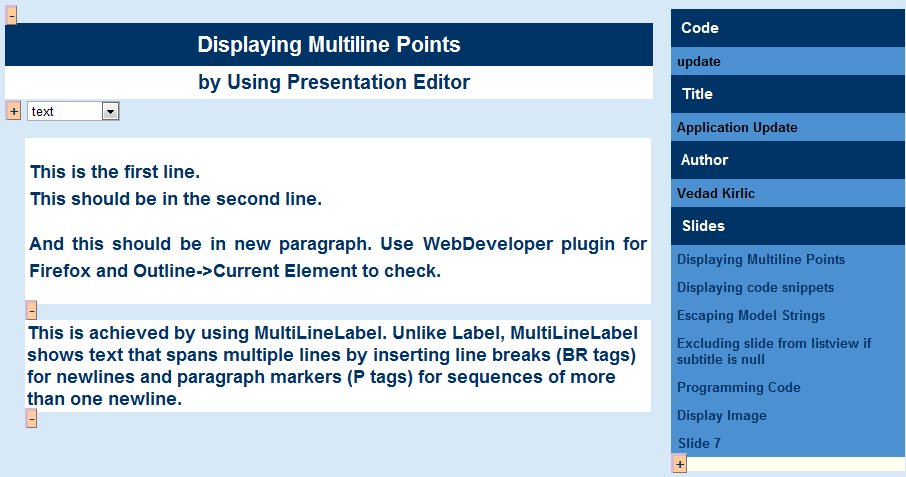 -
Displaying Multiline Points
by Using Presentation Editor
+ text
This is the first line.
This should be in the second line.
And this should be in new paragraph. Use WebDeveloper plugin for
Firefox and Outline->Current Element to check.
-
This is achieved by using MultiLineLabel. Unlike Label, MultiLineLabel
shows text that spans multiple lines by inserting line breaks (BR tags)
for newlines and paragraph markers (P tags) for sequences of more
than one newline.
-
Code
update
Title
Application Update
Author
Vedad Kirlic
Slides
Displaying Multiline Points
Displaying code snippets
Escaping Model Strings
Excluding slide from listview if
subtitle is null
Programming Code
Display Image
Slide 7
+